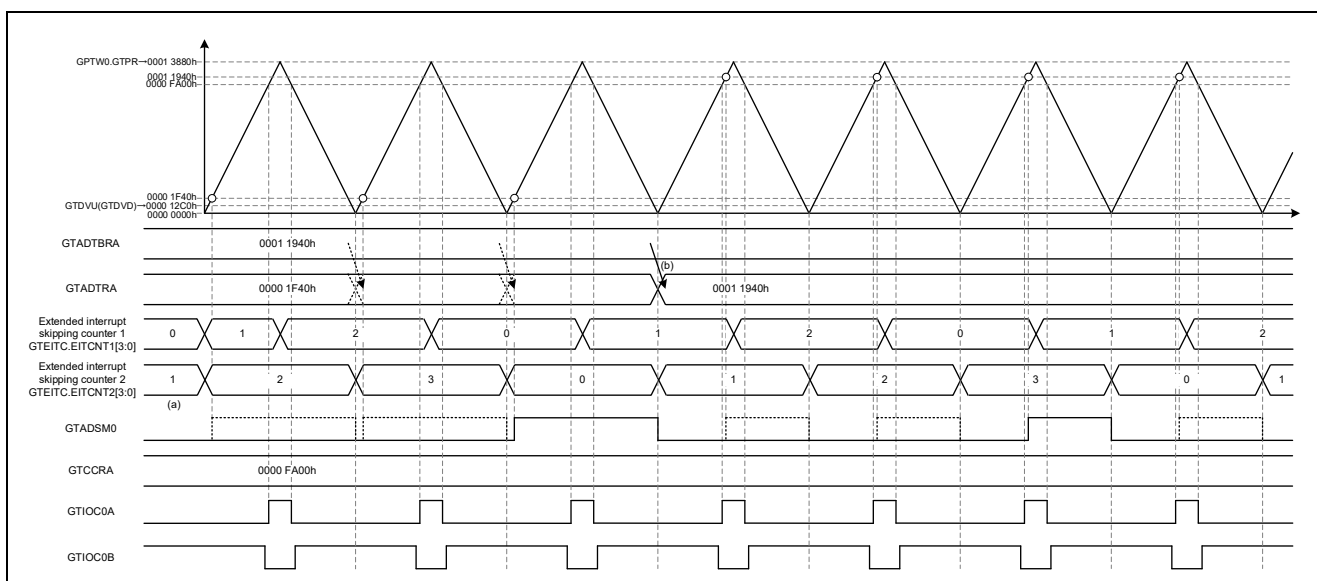 GPTW0.GTPR→0001 3880h
0001 1940h
0000 FA00h
0000 1F40h
GTDVU(GTDVD)→0000 12C0h
0000 0000h
GTADTBRA
0001 1940h
(b)
GTADTRA
0000 1F40h
0001 1940h
Extended interrupt
skipping counter 1
GTEITC.EITCNT1[3:0]
0 1 2 0 1 2 0 1 2
Extended interrupt
skipping counter 2
GTEITC.EITCNT2[3:0]
1 2 3 0 1 2 3 0 1
(a)
GTADSM0
GTCCRA
0000 FA00h
GTIOC0A
GTIOC0B